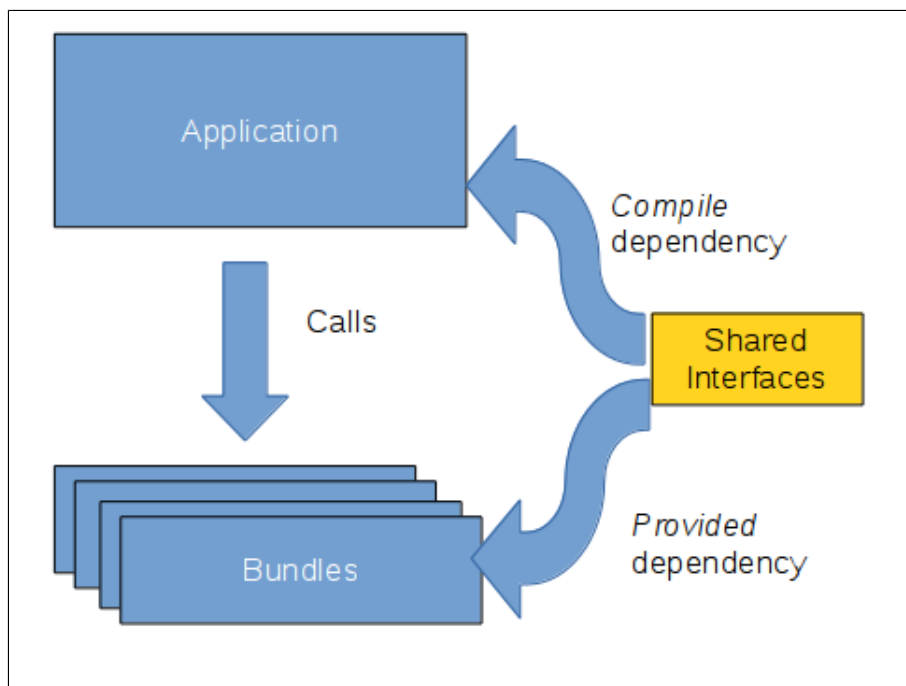 Application
Compile
dependency
Calls
Shared
Interfaces
Provided
dependency
Bundles